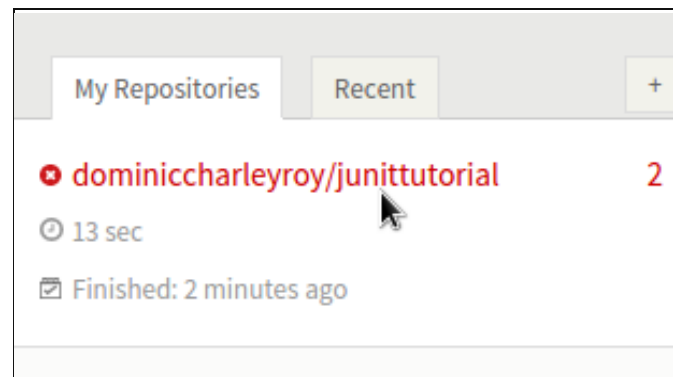 My Repositories Recent +
dominiccharleyroy/junittutorial 2
13 sec
Finished: 2 minutes ago